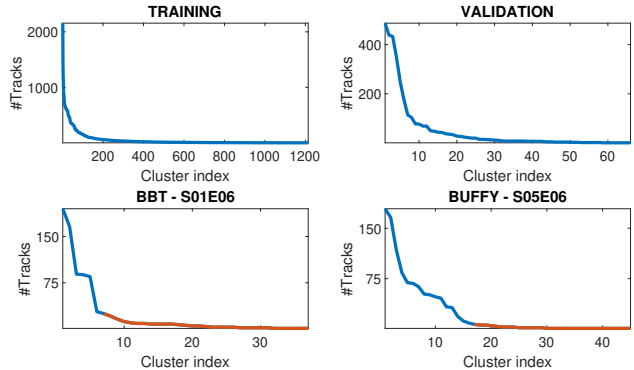 TRAINING
2000
1000
#Tracks
200 400 600 800 1000 1200
Cluster index
VALIDATION
400
200
#Tracks
10 20 30 40 50 60
Cluster index
BBT - S01E06
150
75
#Tracks
10 20 30
Cluster index
BUFFY - S05E06
150
75
#Tracks
10 20 30 40
Cluster index